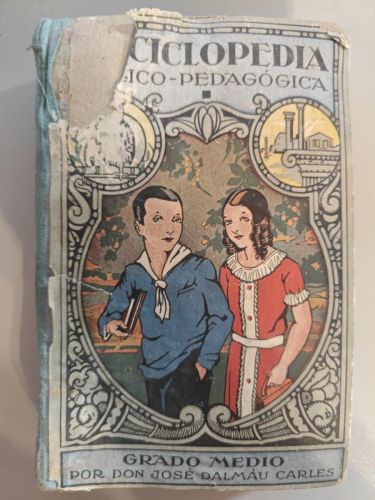 CICLOPEDIA
ICO-PEDAGÓGICA
GRADO MEDIO
POR DON JOSÉ DALMÁU CARLES